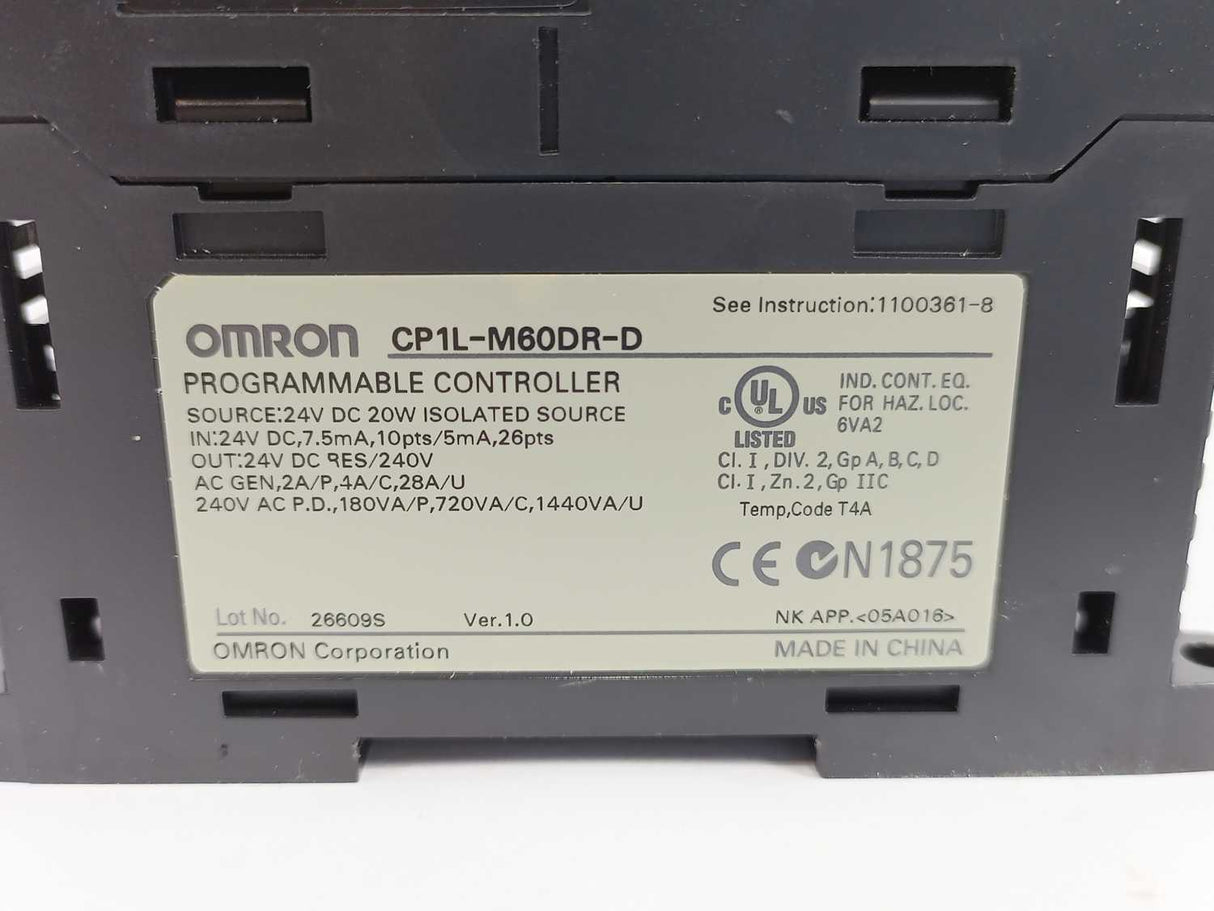 See Instruction:1100361-8
OMRON CP1L-M60DR-D
PROGRAMMABLE CONTROLLER
SOURCE:24V DC 20W ISOLATED SOURCE
IN:24V DC,7.5mA,10pts/5mA,26pts
OUT:24V DC RES/240V
AC GEN,2A/P,4A/C,28A/U
240V AC P.D.,180VA/P,720VA/C,1440VA/U
C UL US
®
LISTED
IND. CONT. EQ.
FOR HAZ. LOC.
6VA2
Cl. I, DIV. 2, Gp A, B, C, D
Cl. I, Zn. 2, Gp IIC
Temp,Code T4A
CE N1875
Lot No. 26609S Ver.1.0 NK APP.<05A016>
OMRON Corporation MADE IN CHINA